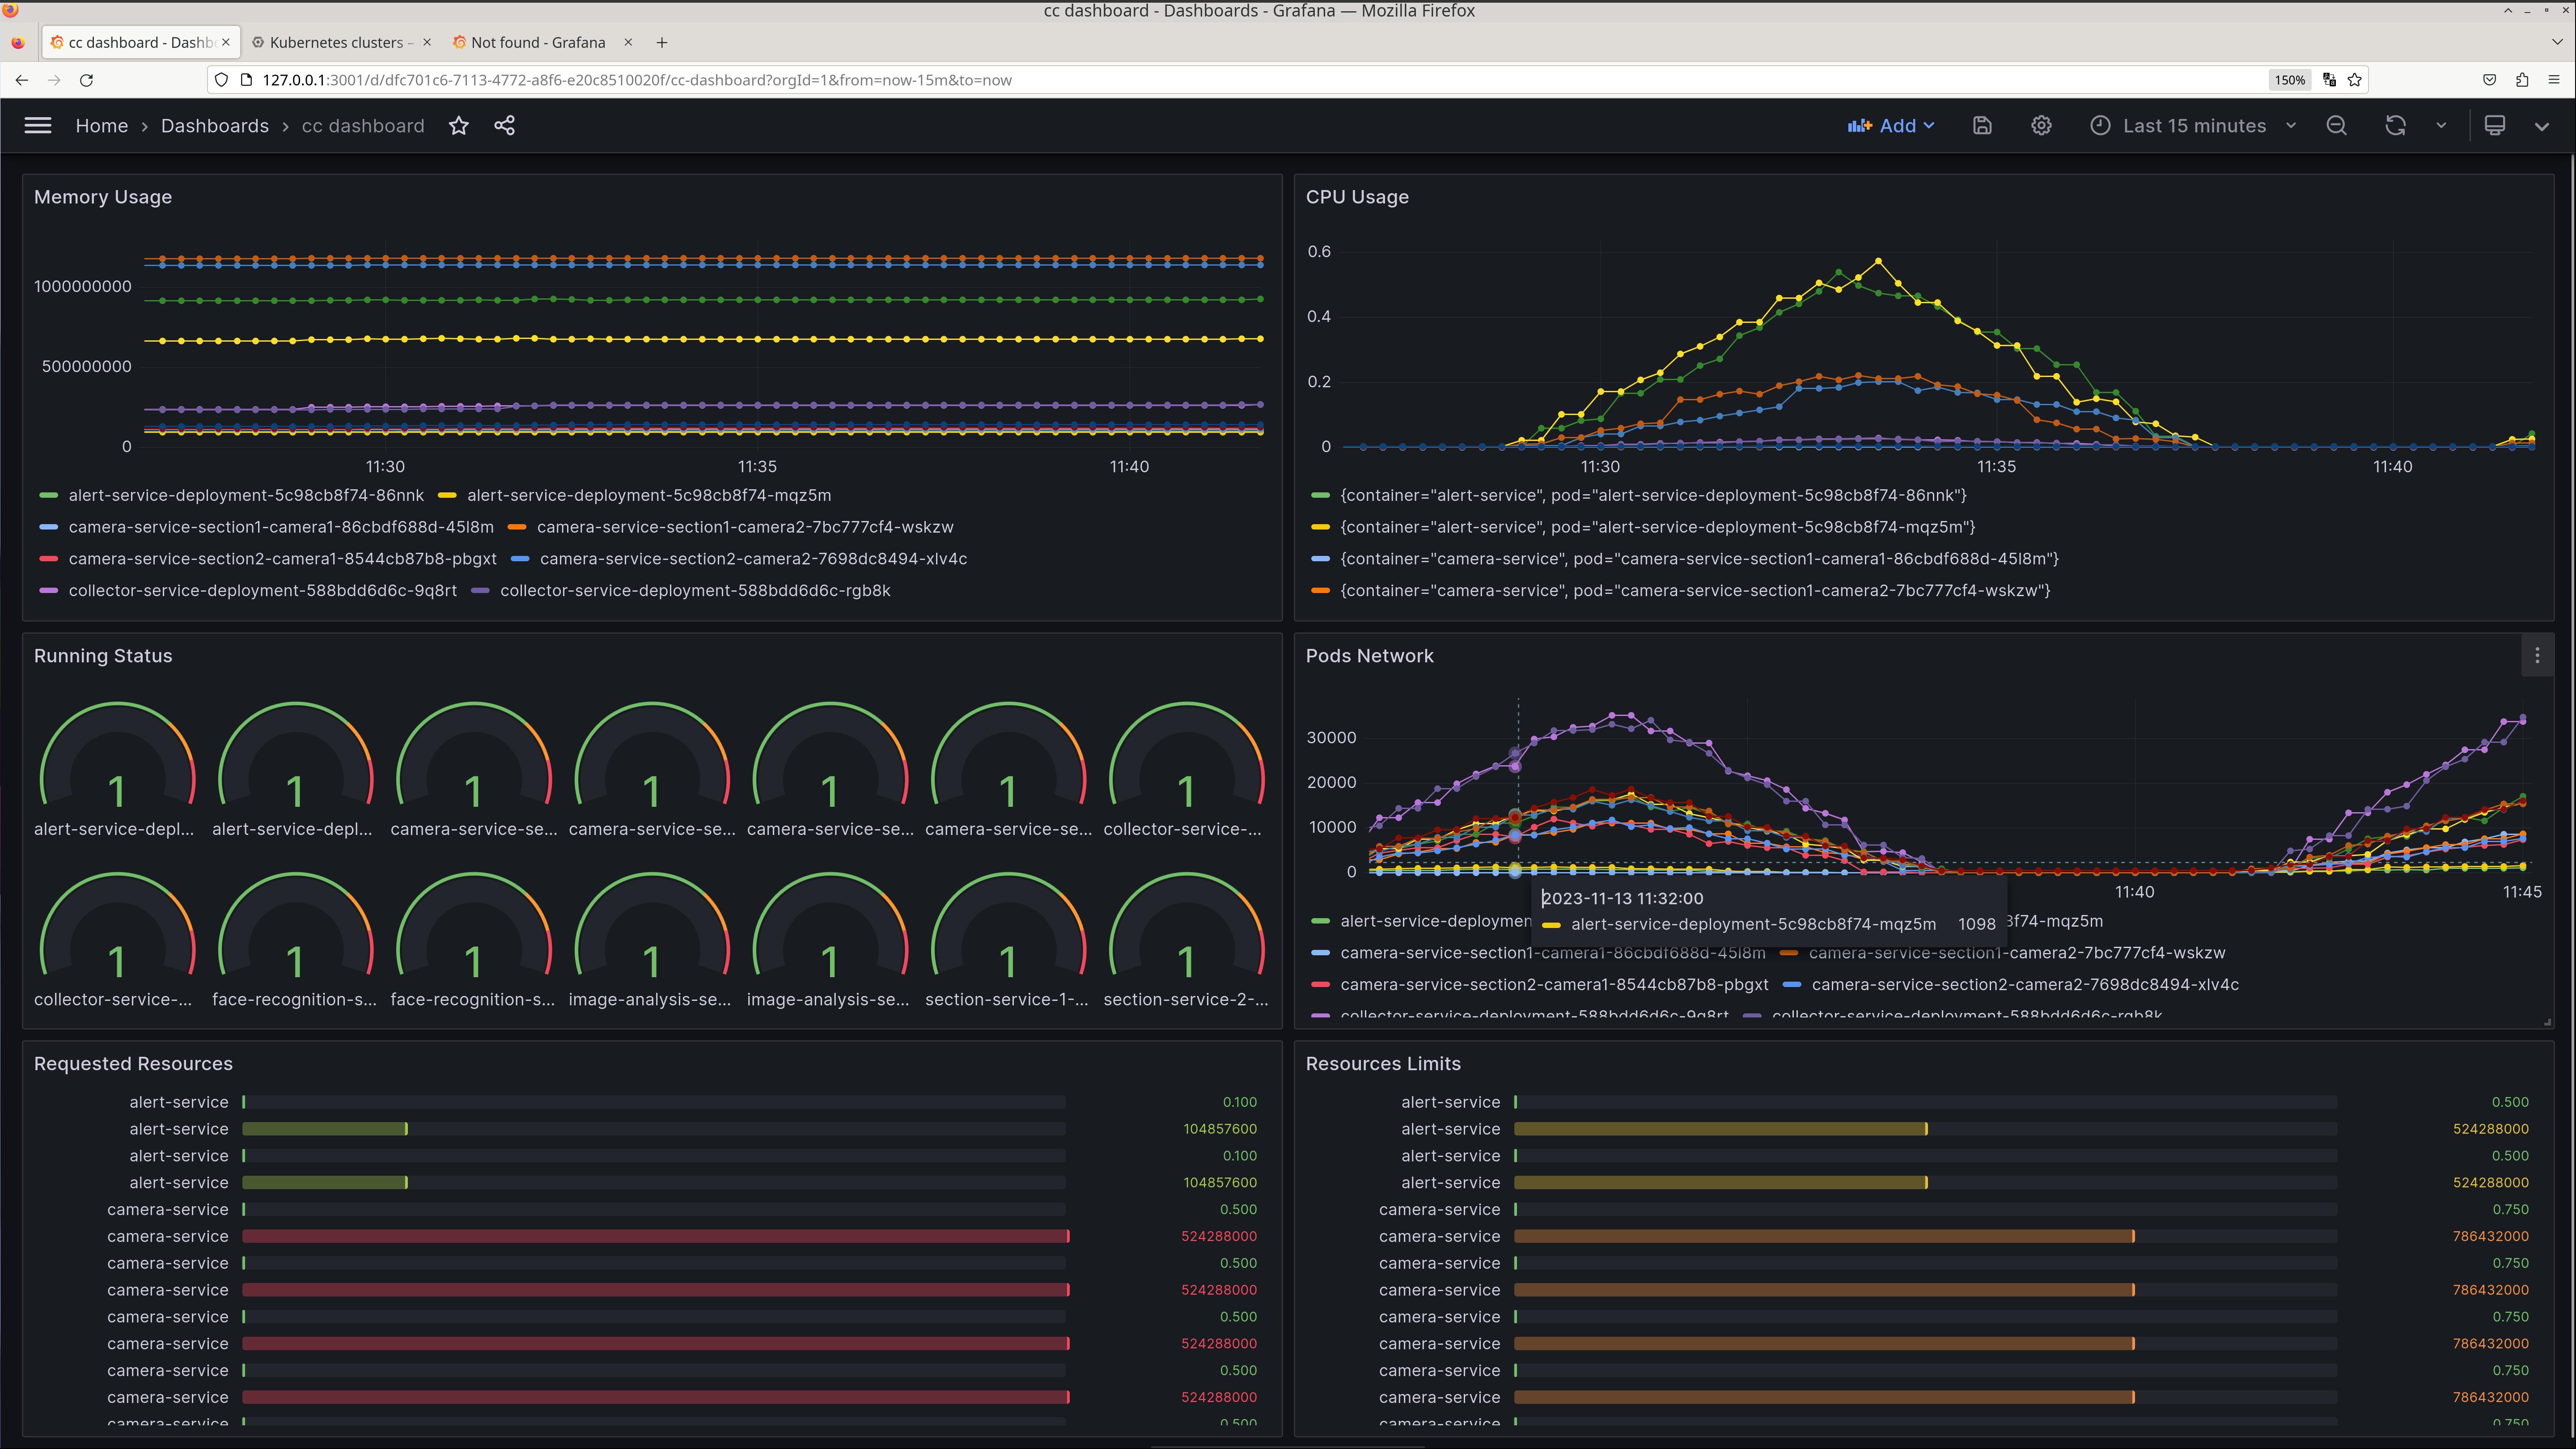 cc dashboard - Dashboards - Grafana — Mozilla Firefox
cc dashboard - Dashbo
Kubernetes clusters –
Not found - Grafana
127.0.0.1:3001/d/dfc701c6-7113-4772-a8f6-e20c8510020f/cc-dashboard?orgId=1&from=now-15m&to=now
150%
Home › Dashboards › cc dashboard
Add
Last 15 minutes
Memory Usage
1000000000
500000000
0
11:30 11:35 11:40
alert-service-deployment-5c98cb8f74-86nnk alert-service-deployment-5c98cb8f74-mqz5m
camera-service-section1-camera1-86cbdf688d-45l8m camera-service-section1-camera2-7bc777cf4-wskzw
camera-service-section2-camera1-8544cb87b8-pbgxt camera-service-section2-camera2-7698dc8494-xlv4c
collector-service-deployment-588bdd6d6c-9q8rt collector-service-deployment-588bdd6d6c-rgb8k
CPU Usage
0.6
0.4
0.2
0
11:30 11:35 11:40
{container="alert-service", pod="alert-service-deployment-5c98cb8f74-86nnk"}
{container="alert-service", pod="alert-service-deployment-5c98cb8f74-mqz5m"}
{container="camera-service", pod="camera-service-section1-camera1-86cbdf688d-45l8m"}
{container="camera-service", pod="camera-service-section1-camera2-7bc777cf4-wskzw"}
Running Status
1 1 1 1 1 1 1
alert-service-depl... alert-service-depl... camera-service-se... camera-service-se... camera-service-se... camera-service-se... collector-service-...
1 1 1 1 1 1 1
collector-service-... face-recognition-s... face-recognition-s... image-analysis-se... image-analysis-se... section-service-1-... section-service-2-...
Pods Network
30000
20000
10000
0
11:40 11:45
2023-11-13 11:32:00
alert-service-deployment-5c98cb8f74-mqz5m 1098
alert-service-deploymen 8f74-mqz5m
camera-service-section1-camera1-86cbdf688d-45l8m camera-service-section1-camera2-7bc777cf4-wskzw
camera-service-section2-camera1-8544cb87b8-pbgxt camera-service-section2-camera2-7698dc8494-xlv4c
collector-service-deployment-588bdd6d6c-9q8rt collector-service-deployment-588bdd6d6c-rgb8k
Requested Resources
alert-service 0.100
alert-service 104857600
alert-service 0.100
alert-service 104857600
camera-service 0.500
camera-service 524288000
camera-service 0.500
camera-service 524288000
camera-service 0.500
camera-service 524288000
camera-service 0.500
camera-service 524288000
camera-service 0.500
Resources Limits
alert-service 0.500
alert-service 524288000
alert-service 0.500
alert-service 524288000
camera-service 0.750
camera-service 786432000
camera-service 0.750
camera-service 786432000
camera-service 0.750
camera-service 786432000
camera-service 0.750
camera-service 786432000
camera-service 0.750